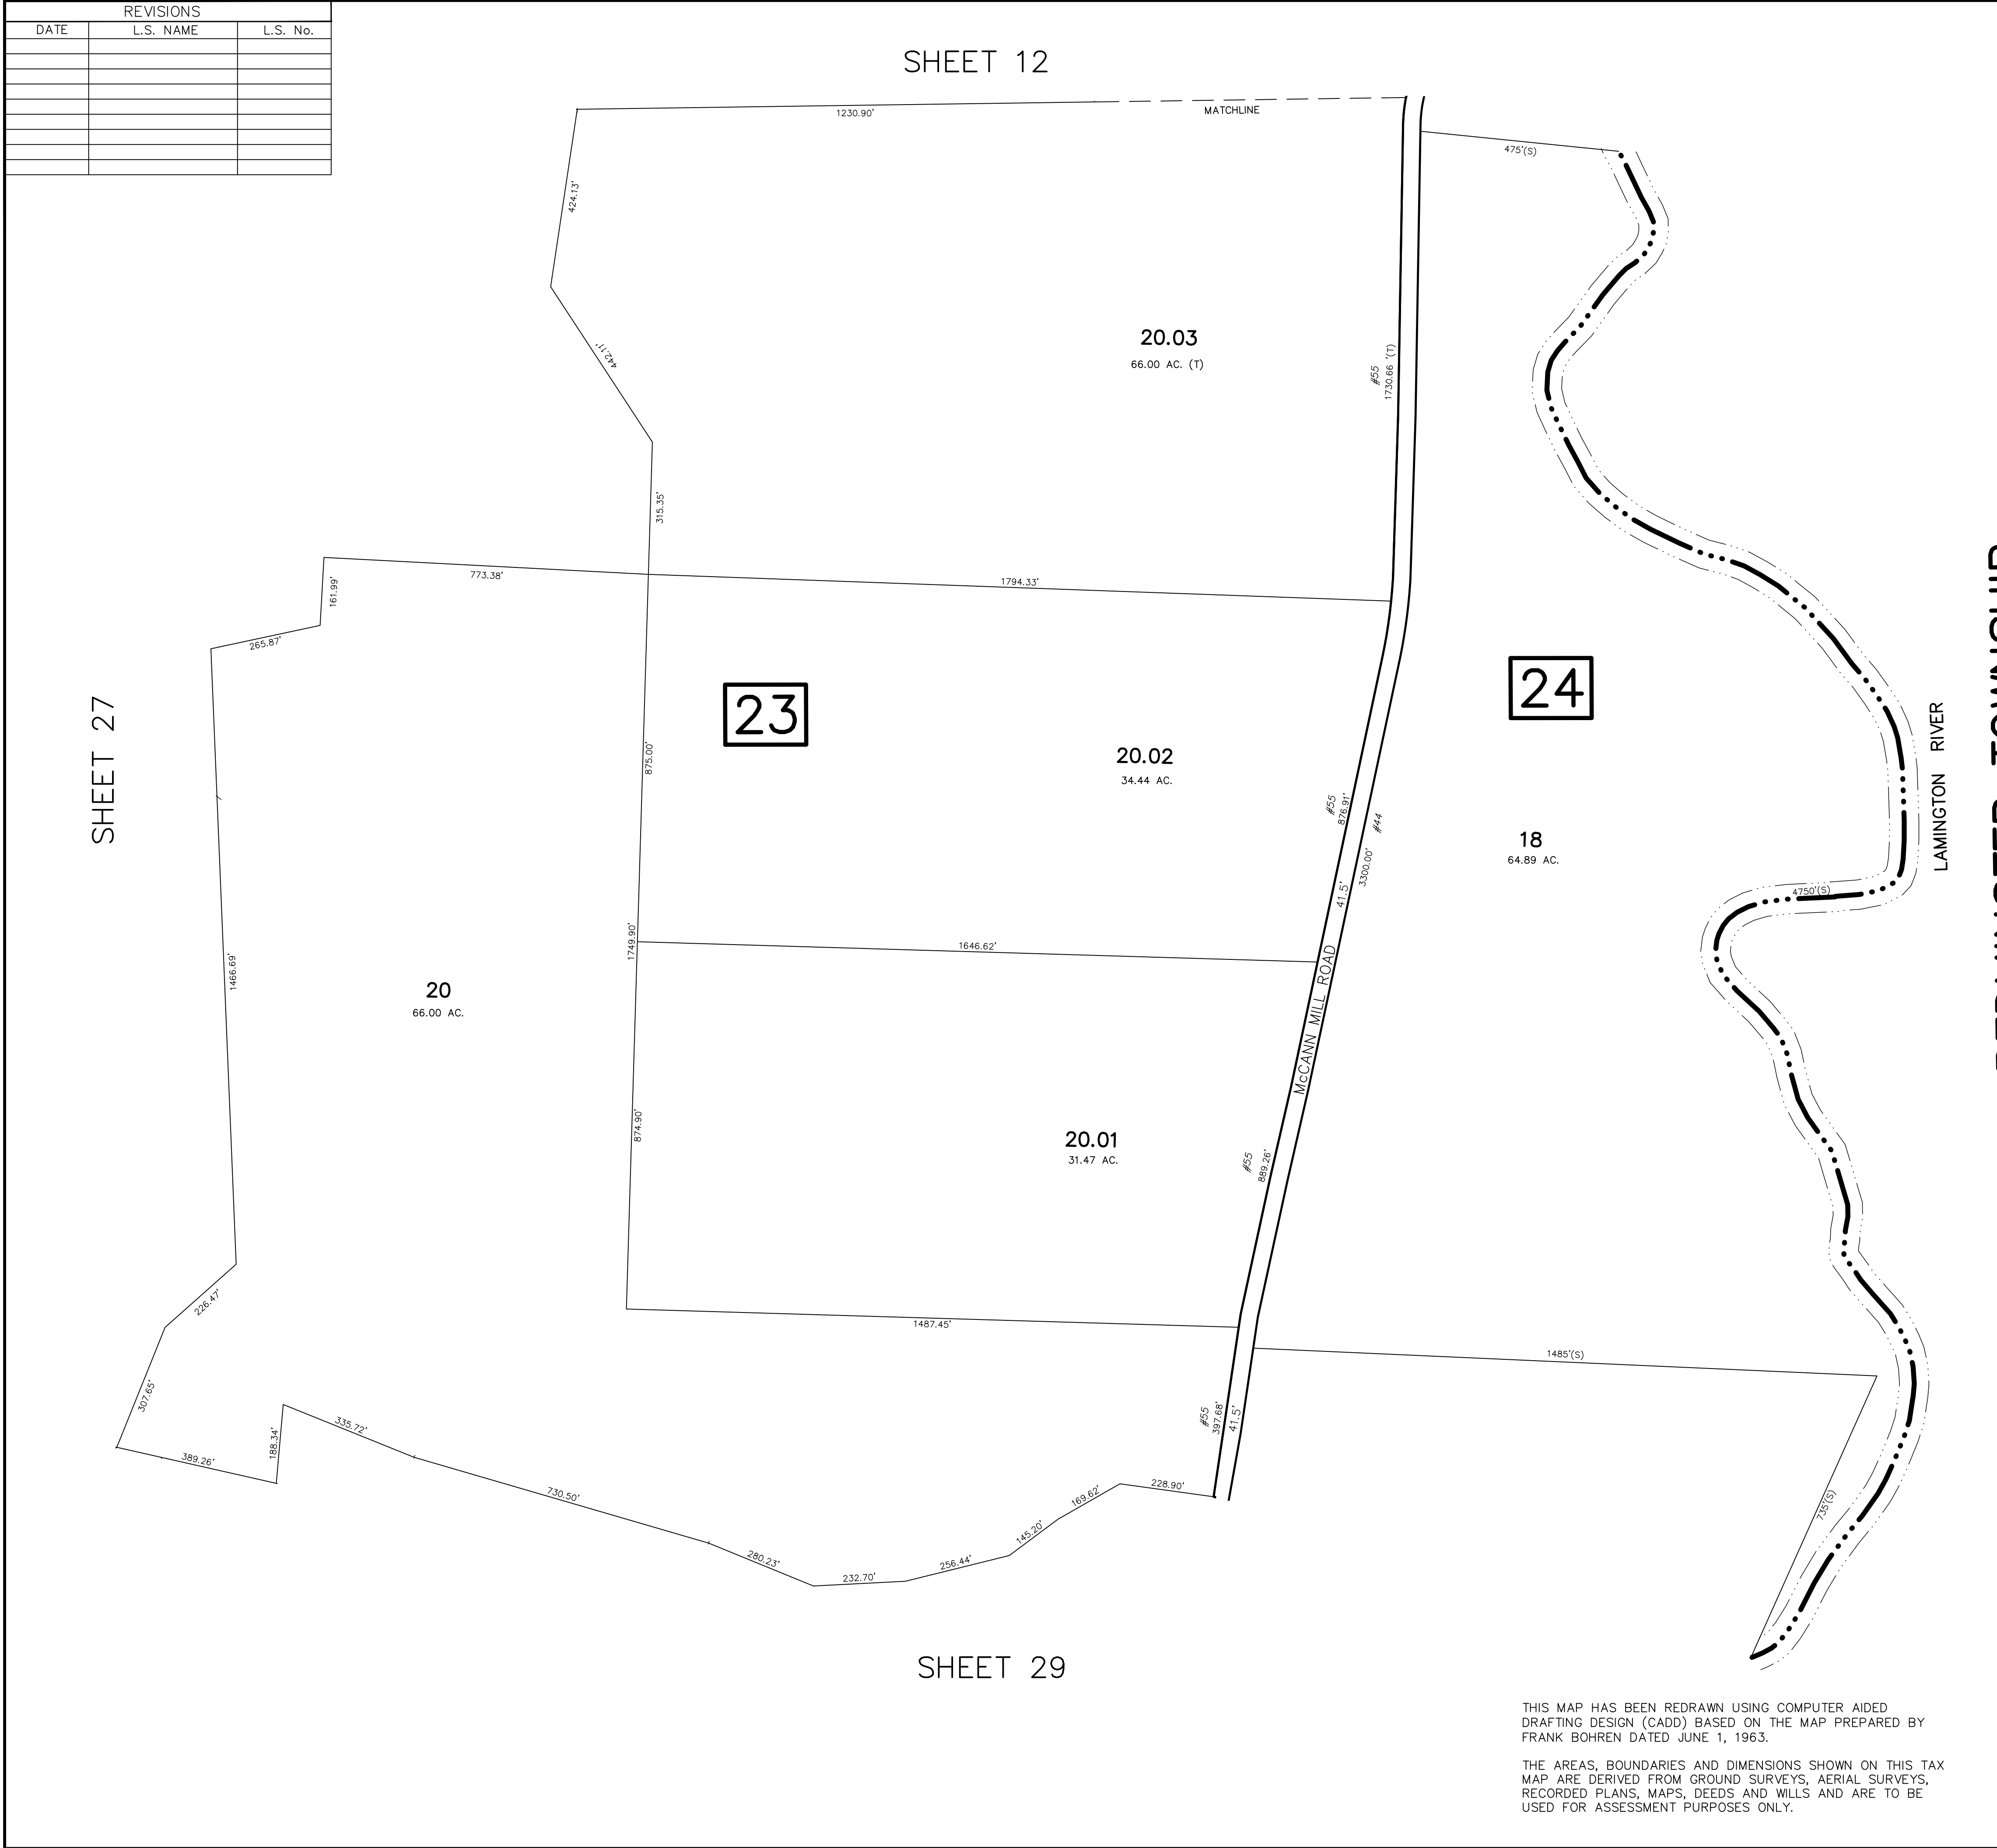 REVISIONS
DATE L.S. NAME L.S. No.
SHEET 12
1230.90'
MATCHLINE
475'(S)
424.13'
442.11'
20.03
66.00 AC. (T)
#55
1730.66 '(T)
315.35'
773.38'
1794.33'
161.99'
265.87'
23
24
SHEET 27
875.00'
20.02
34.44 AC.
#55
876.91'
#44
3300.00'
41.5'
18
64.89 AC.
LAMINGTON RIVER
TOWNSHIP
4750'(S)
1749.90'
1646.62'
1466.69'
20
66.00 AC.
McCANN MILL ROAD
874.90'
20.01
31.47 AC.
#55
889.26'
226.47'
1487.45'
1485'(S)
307.65'
389.26'
188.34'
335.72'
730.50'
280.23'
232.70'
256.44'
145.20'
169.62'
228.90'
#55
397.68'
41.5'
735'(S)
SHEET 29
THIS MAP HAS BEEN REDRAWN USING COMPUTER AIDED
DRAFTING DESIGN (CADD) BASED ON THE MAP PREPARED BY
FRANK BOHREN DATED JUNE 1, 1963.
THE AREAS, BOUNDARIES AND DIMENSIONS SHOWN ON THIS TAX
MAP ARE DERIVED FROM GROUND SURVEYS, AERIAL SURVEYS,
RECORDED PLANS, MAPS, DEEDS AND WILLS AND ARE TO BE
USED FOR ASSESSMENT PURPOSES ONLY.